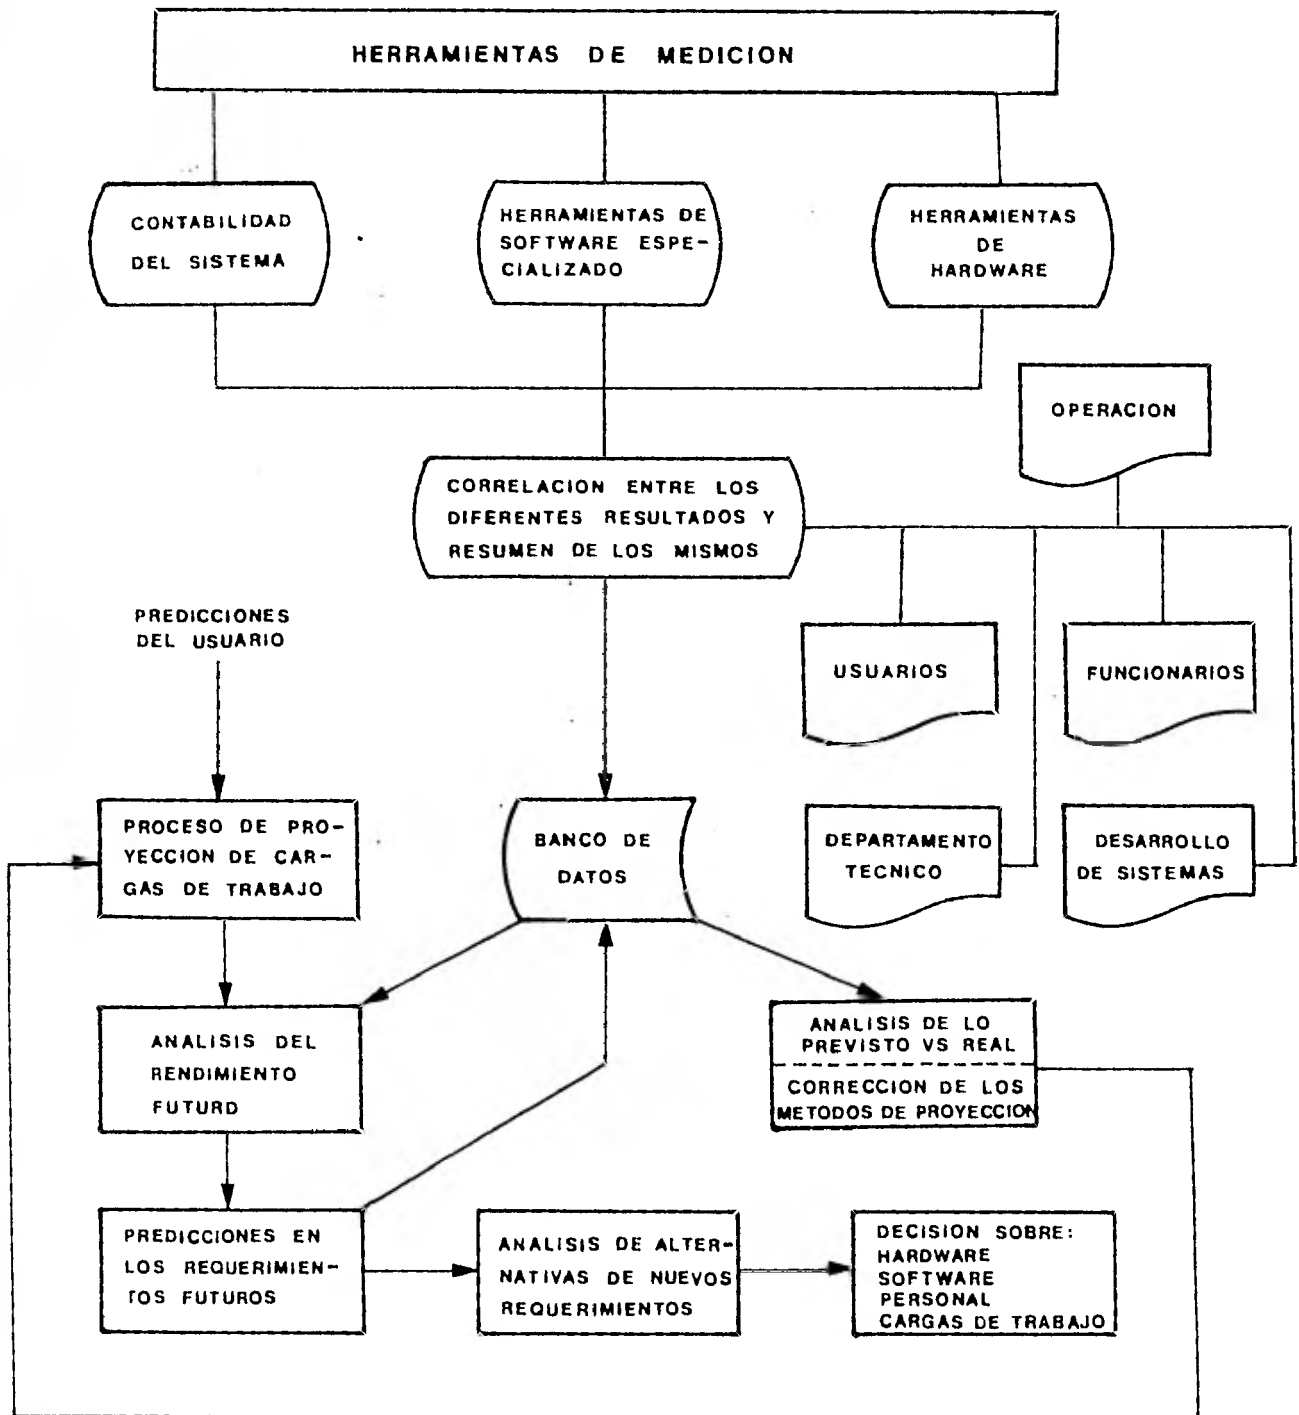 HERRAMIENTAS DE MEDICION
CONTABILIDAD
DEL SISTEMA
HERRAMIENTAS DE
SOFTWARE ESPE-
CIALIZADO
HERRAMIENTAS
DE
HARDWARE
OPERACION
CORRELACION ENTRE LOS
DIFERENTES RESULTADOS Y
RESUMEN DE LOS MISMOS
PREDICCIONES
DEL USUARIO
USUARIOS
FUNCIONARIOS
PROCESO DE PRO-
YECCION DE CAR-
GAS DE TRABAJO
BANCO DE
DATOS
DEPARTAMENTO
TECNICO
DESARROLLO
DE SISTEMAS
ANALISIS DEL
RENDIMIENTO
FUTURO
ANALISIS DE LO
PREVISTO VS REAL
CORRECCION DE LOS
METODOS DE PROYECCION
PREDICCIONES EN
LOS REQUERIMIEN-
TOS FUTUROS
ANALISIS DE ALTER-
NATIVAS DE NUEVOS
REQUERIMIENTOS
DECISION SOBRE:
HARDWARE
SOFTWARE
PERSONAL
CARGAS DE TRABAJO